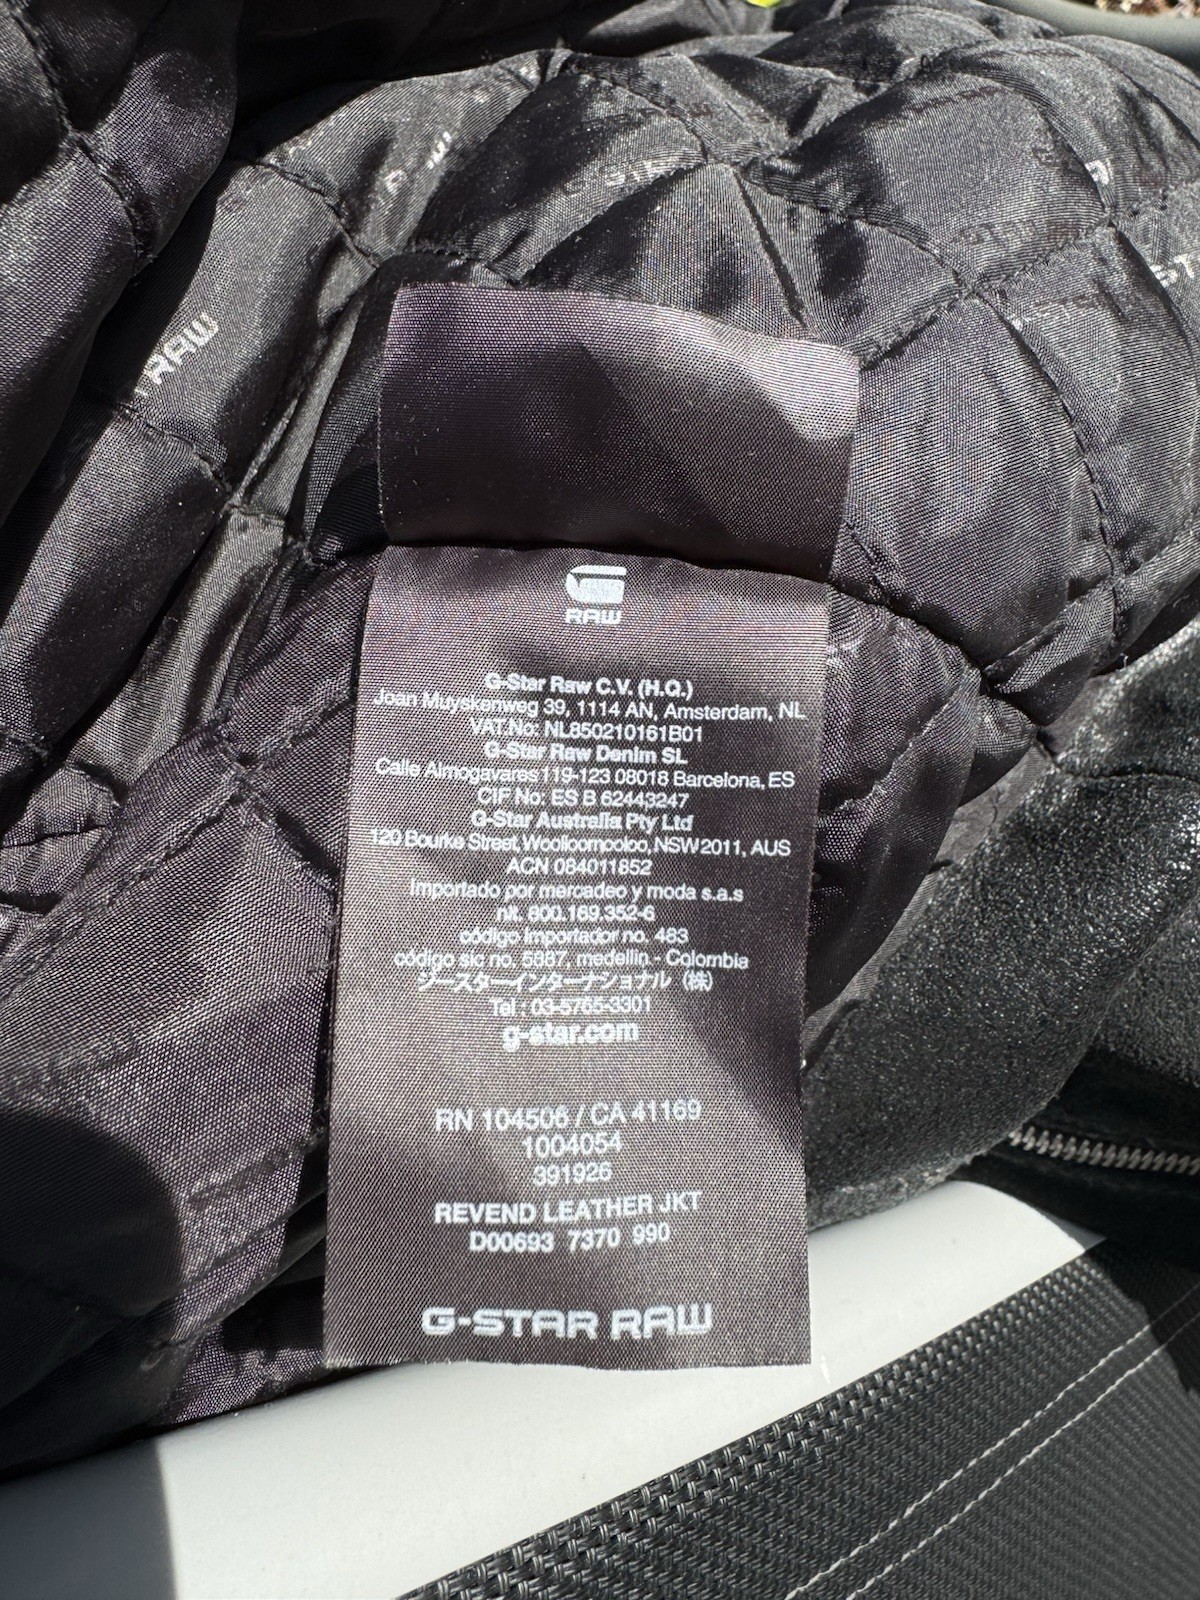 RAW
RAW
G-Star Raw C.V. (H.Q.)
Joan Muyskenweg 39, 1114 AN, Amsterdam, NL
VAT.No: NL850210161B01
G-Star Raw Denim SL
Calle Almogavares 119-123 08018 Barcelona, ES
CIF No: ES B 62443247
G-Star Australia Pty Ltd
120 Bourke Street, Woolloomooloo, NSW 2011, AUS
ACN 084011852
Importado por mercadeo y moda s.a.s
nit. 800.169.352-6
código importador no. 483
código sic no. 5887, medellin - Colombia
ジースターインターナショナル（株）
Tel : 03-5765-3301
g-star.com
RN 104506 / CA 41169
1004054
391926
REVEND LEATHER JKT
D00693 7370 990
G-STAR RAW